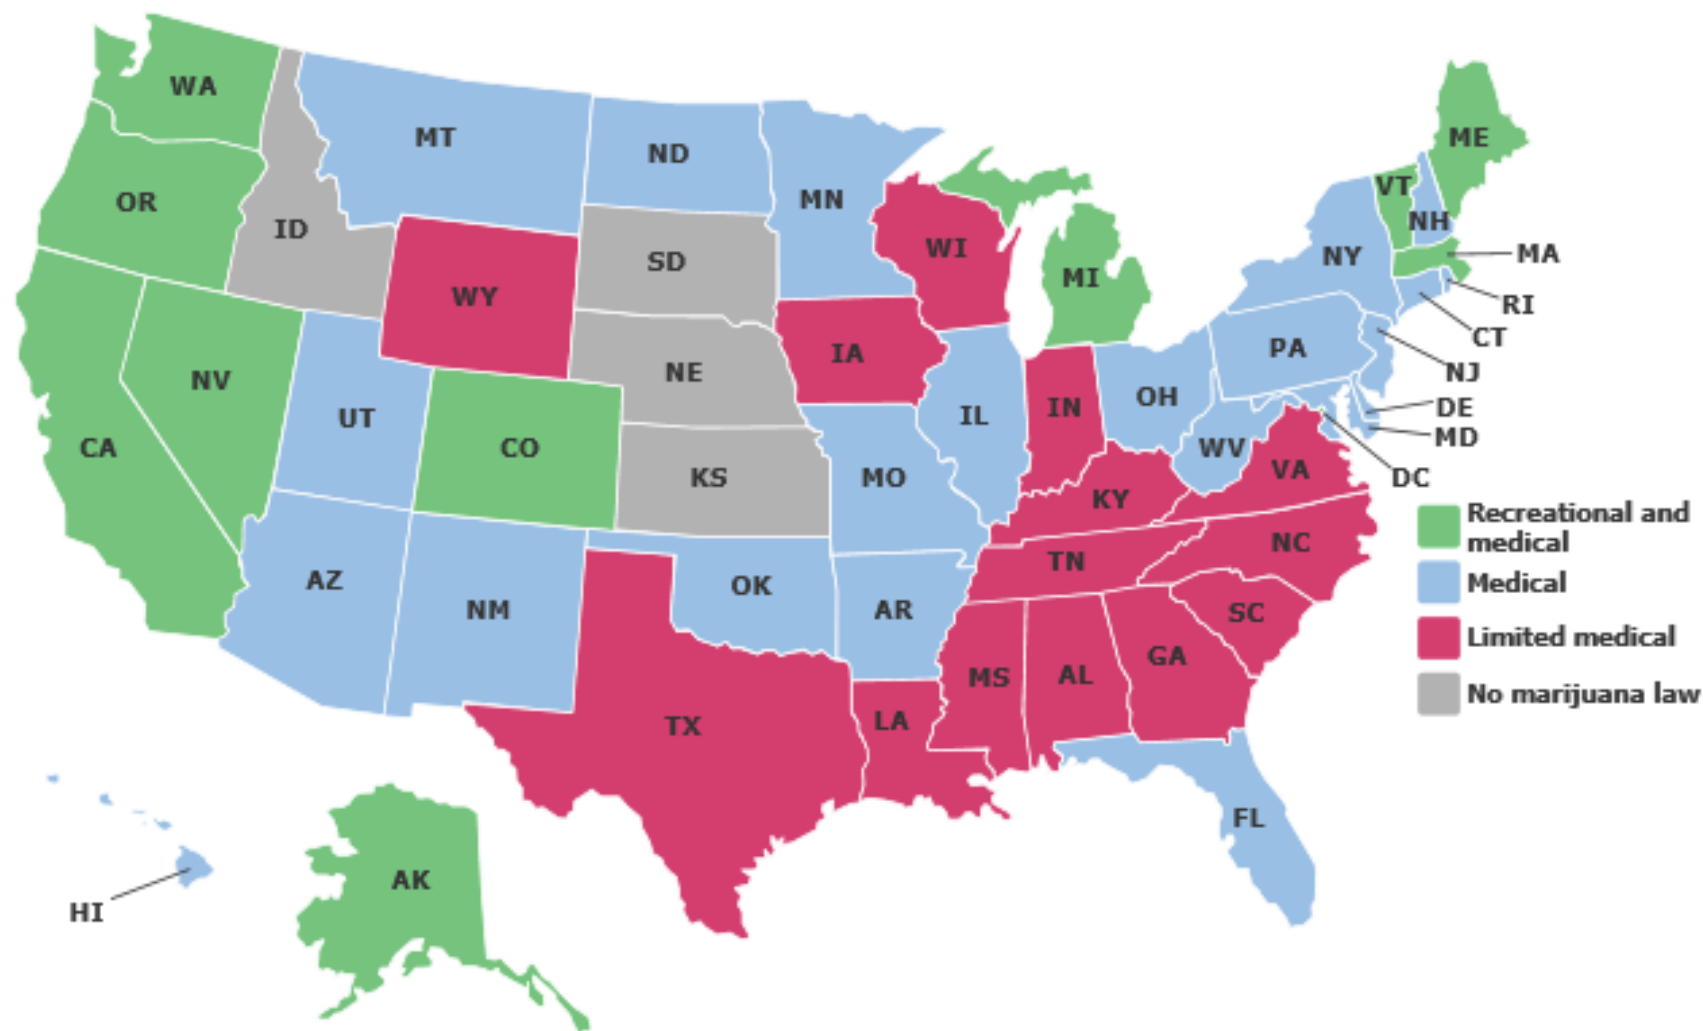 WA
MT
ND
MN
ME
VT
NH
OR
ID
SD
WI
MI
NY
MA
RI
CT
WY
IA
PA
NJ
NV
NE
OH
DE
MD
CA
UT
CO
KS
MO
IL
IN
WV
VA
DC
KY
NC
TN
AZ
NM
OK
AR
SC
MS
AL
GA
TX
LA
FL
HI
AK
Recreational and
medical
Medical
Limited medical
No marijuana law